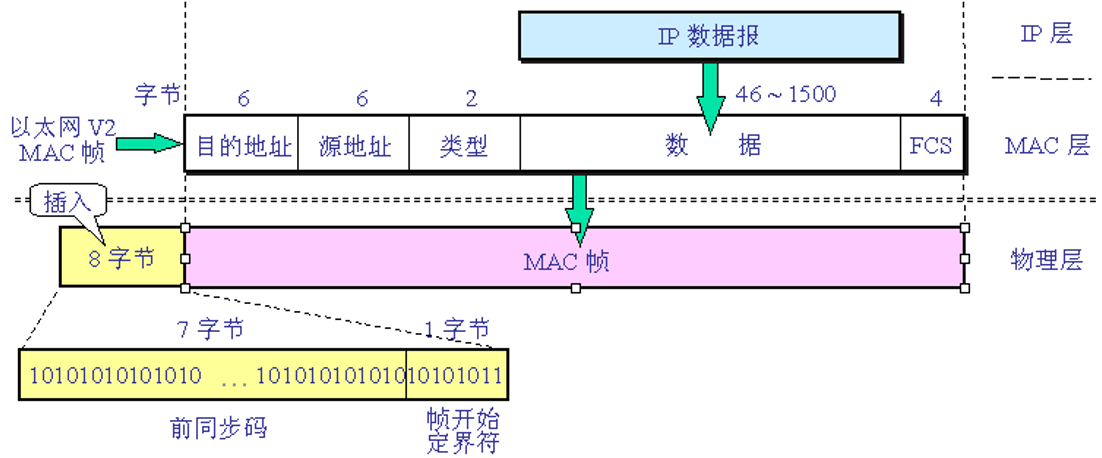 IP 数据报
IP 层
字节
6
6
2
46～1500
4
以太网 V2
MAC 帧
目的地址
源地址
类型
数 据
FCS
MAC 层
插入
8 字节
MAC 帧
物理层
7 字节
1 字节
10101010101010 … 101010101010
10101011
前同步码
帧开始
定界符